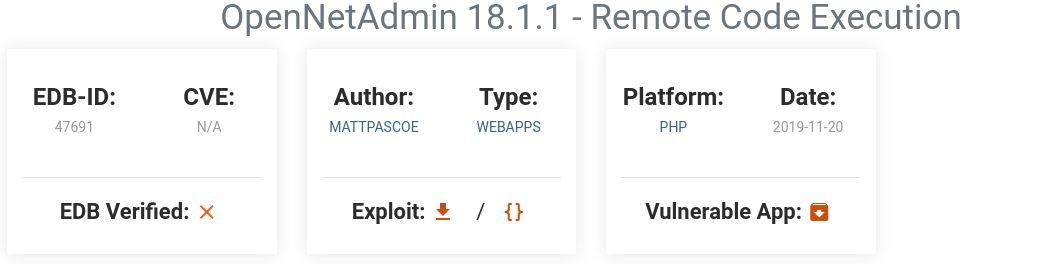 OpenNetAdmin 18.1.1 - Remote Code Execution
EDB-ID: CVE:
47691 N/A
EDB Verified:
Author: Type:
MATTPASCOE WEBAPPS
Exploit: / {}
Platform: Date:
PHP 2019-11-20
Vulnerable App: